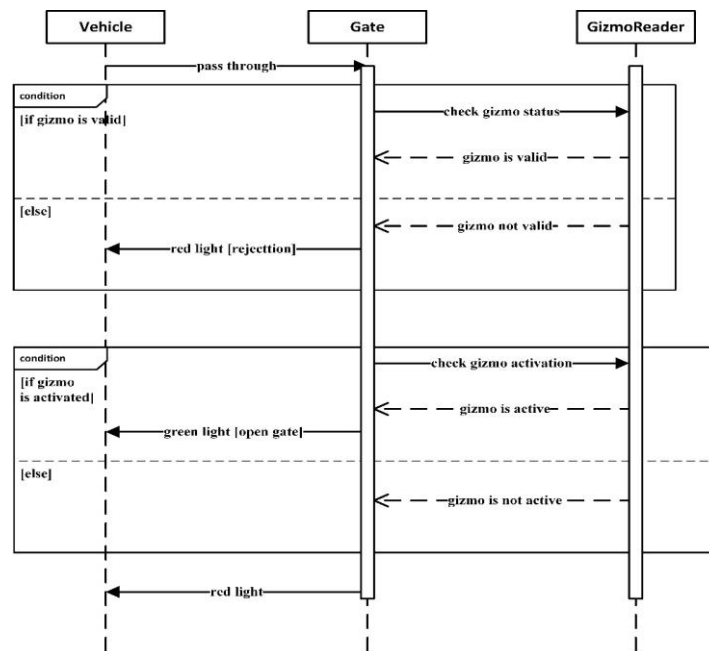 Vehicle
Gate
GizmoReader
pass through
condition
[if gizmo is valid]
check gizmo status
gizmo is valid
[else]
gizmo not valid
red light [rejecttion]
condition
[if gizmo
is activated]
check gizmo activation
gizmo is active
green light [open gate]
[else]
gizmo is not active
red light